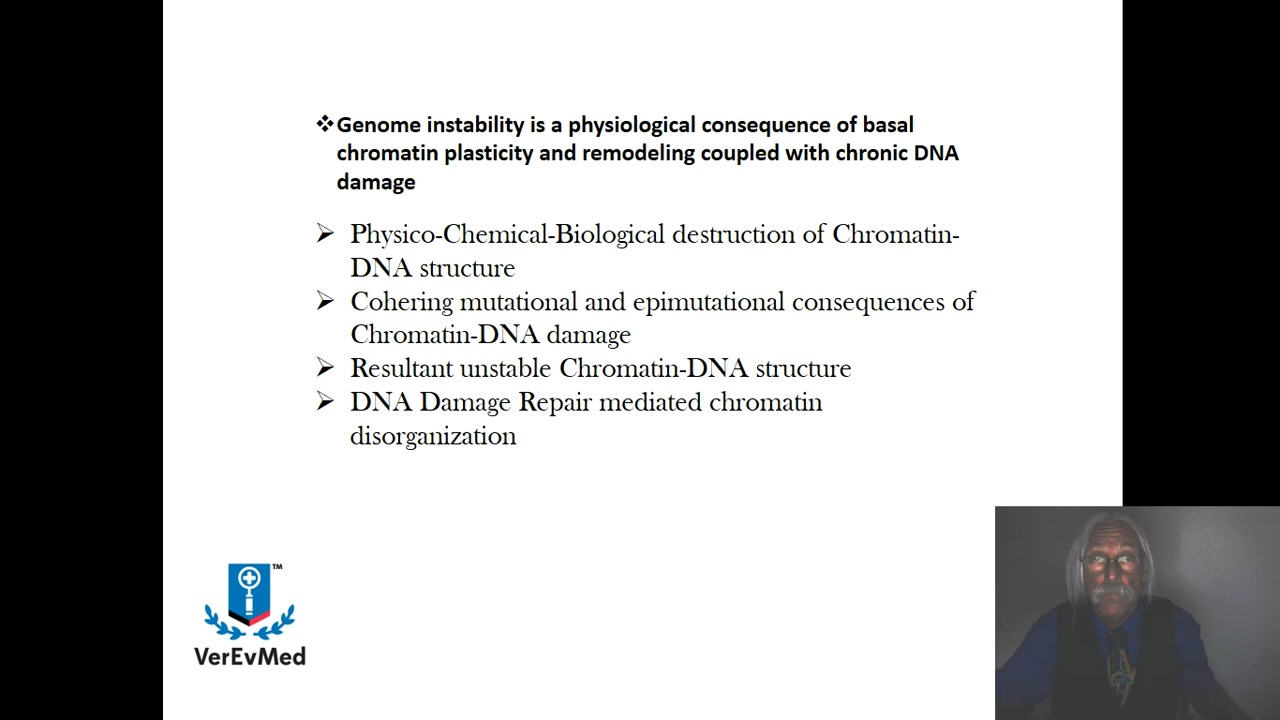 ❖Genome instability is a physiological consequence of basal
chromatin plasticity and remodeling coupled with chronic DNA
damage
➢ Physico-Chemical-Biological destruction of Chromatin-
DNA structure
➢ Cohering mutational and epimutational consequences of
Chromatin-DNA damage
➢ Resultant unstable Chromatin-DNA structure
➢ DNA Damage Repair mediated chromatin
disorganization
TM
VerEvMed